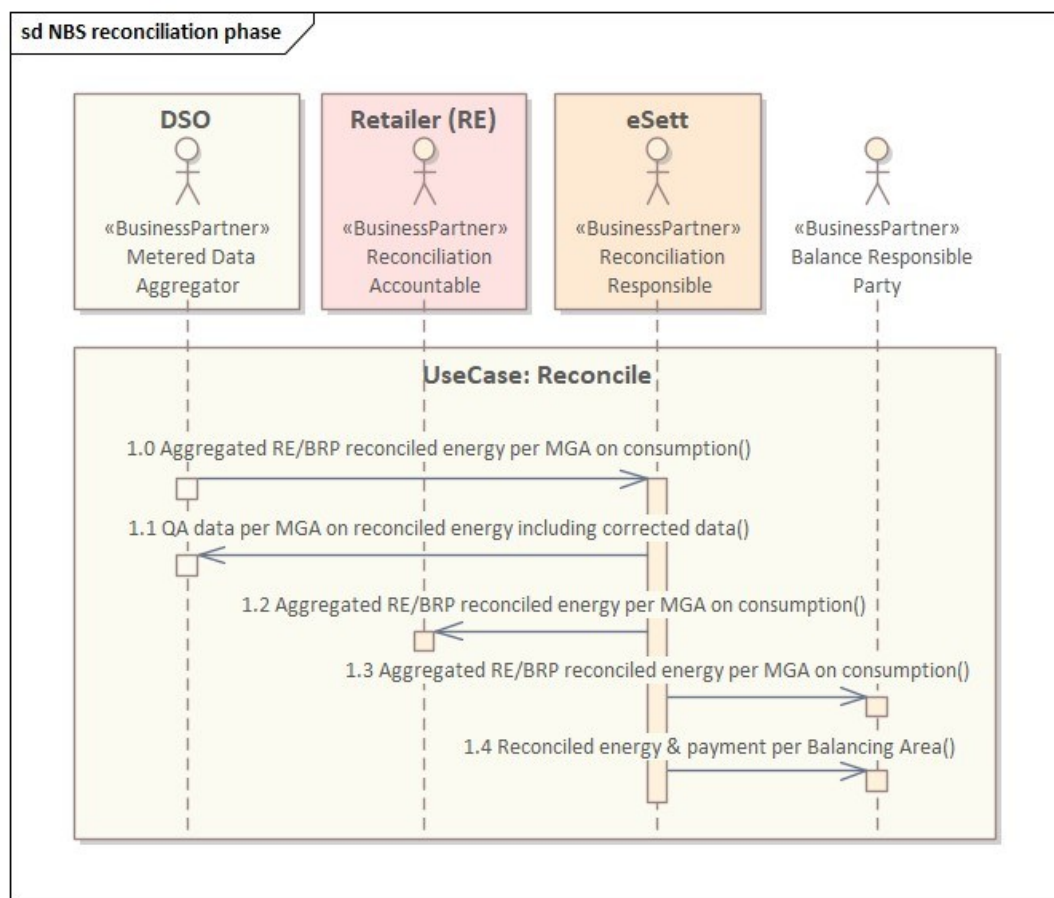 sd NBS reconciliation phase
DSO
«BusinessPartner»
Metered Data
Aggregator
Retailer (RE)
«BusinessPartner»
Reconciliation
Accountable
eSett
«BusinessPartner»
Reconciliation
Responsible
«BusinessPartner»
Balance Responsible
Party
UseCase: Reconcile
1.0 Aggregated RE/BRP reconciled energy per MGA on consumption()
1.1 QA data per MGA on reconciled energy including corrected data()
1.2 Aggregated RE/BRP reconciled energy per MGA on consumption()
1.3 Aggregated RE/BRP reconciled energy per MGA on consumption()
1.4 Reconciled energy & payment per Balancing Area()